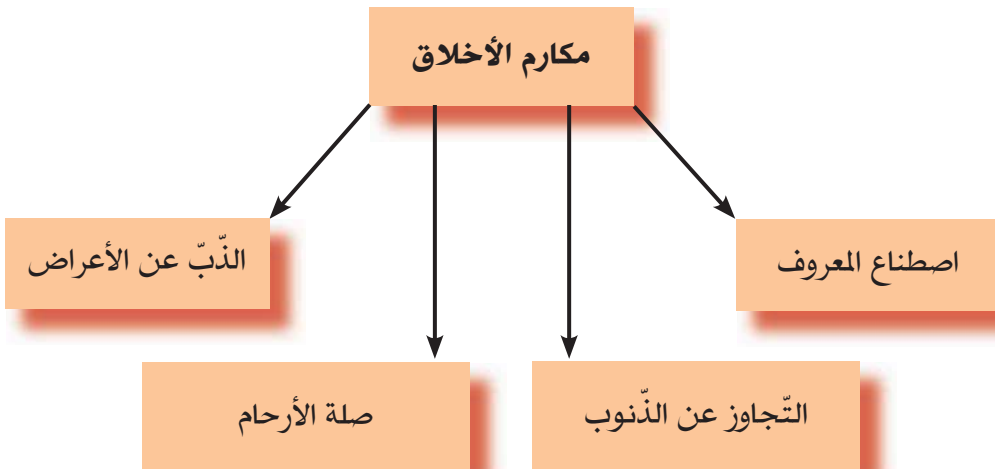 مكارم الأخلاق
اصطناع المعروف
الذّبّ عن الأعراض
التّجاوز عن الذّنوب
صلة الأرحام